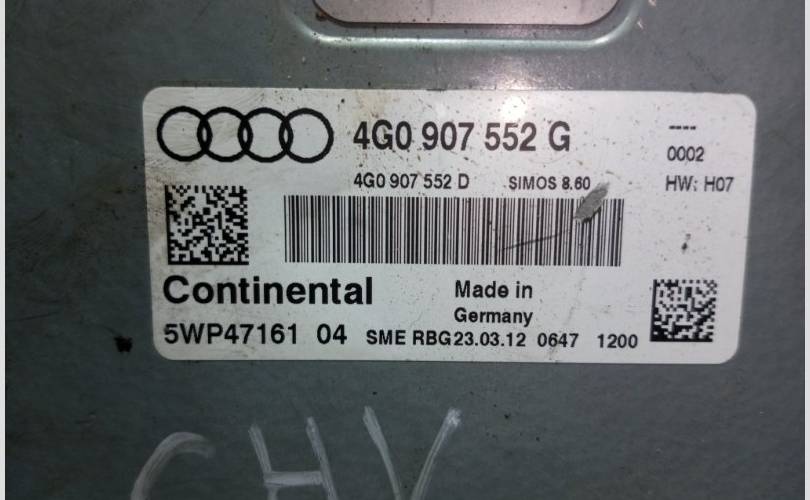 4G0 907 552 G
----
0002
4G0 907 552 D SIMOS 8.60 HW: H07
Continental
Made in
Germany
5WP47161 04 SME RBG23.03.12 0647 1200
CHV